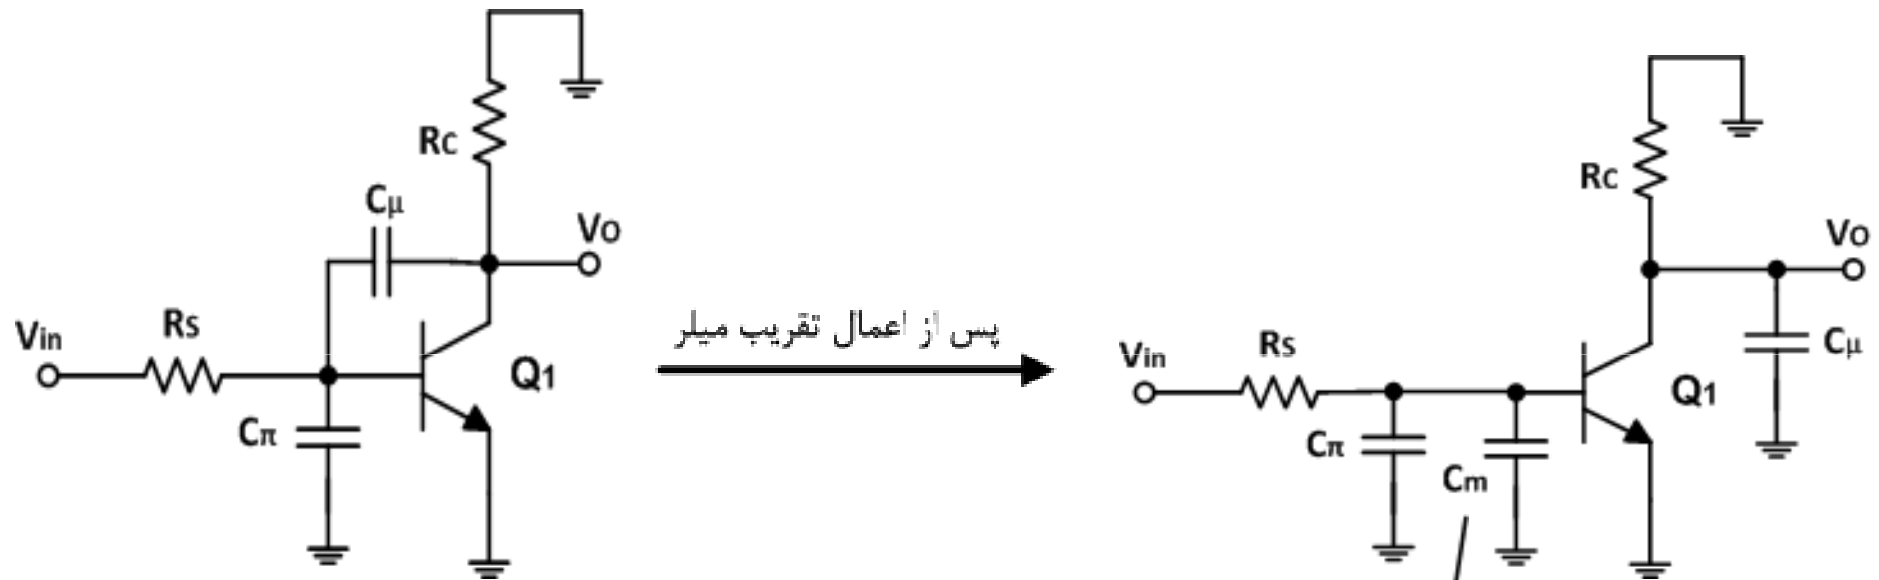 Rc
Cμ
Vo
Vin
Rs
Q1
Cπ
پس از اعمال تقریب میلر
Rc
Vo
Vin
Rs
Q1
Cμ
Cπ
Cm